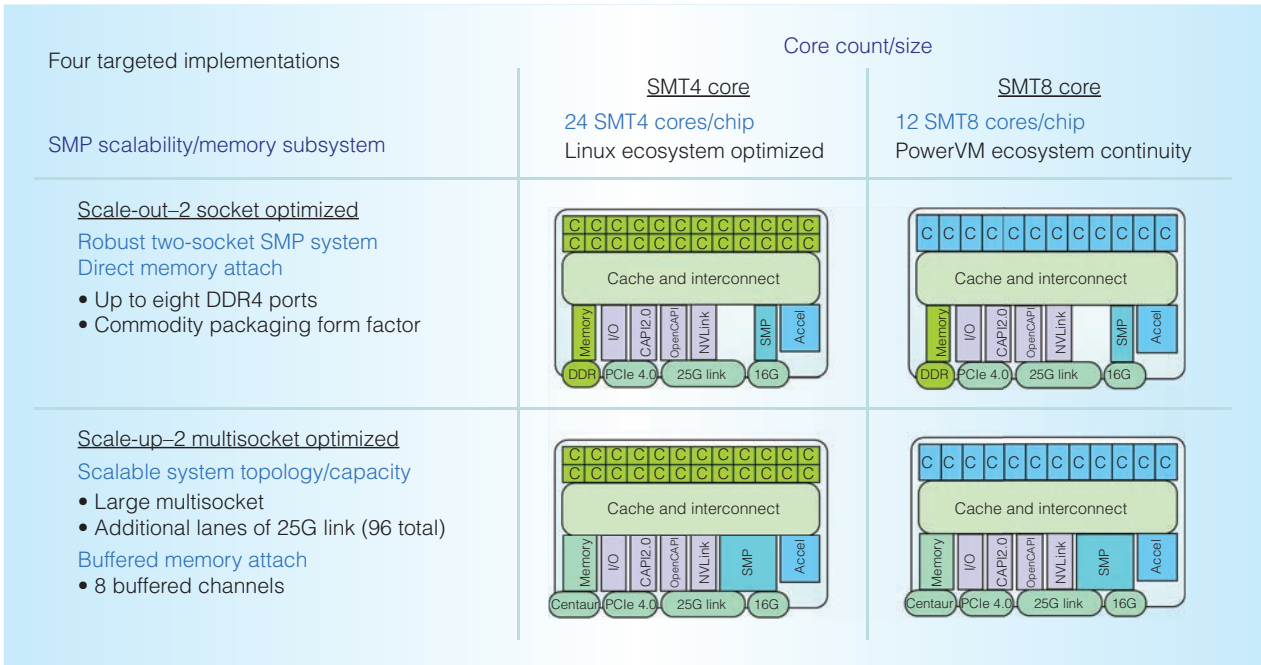 Four targeted implementations
Core count/size
SMT4 core
SMT8 core
24 SMT4 cores/chip
12 SMT8 cores/chip
SMP scalability/memory subsystem
Linux ecosystem optimized
PowerVM ecosystem continuity
Scale-out–2 socket optimized
Robust two-socket SMP system
Direct memory attach
• Up to eight DDR4 ports
• Commodity packaging form factor
C C C C C C C C C C C C
C C C C C C C C C C C C
Cache and interconnect
Memory I/O CAPI2.0 OpenCAPI NVLink SMP Accel
DDR PCIe 4.0 25G link 16G
C C C C C C C C C C C C
Cache and interconnect
Memory I/O CAPI2.0 OpenCAPI NVLink SMP Accel
DDR PCIe 4.0 25G link 16G
Scale-up–2 multisocket optimized
Scalable system topology/capacity
• Large multisocket
• Additional lanes of 25G link (96 total)
Buffered memory attach
• 8 buffered channels
C C C C C C C C C C C C
C C C C C C C C C C C C
Cache and interconnect
Memory I/O CAPI2.0 OpenCAPI NVLink SMP Accel
Centaur PCIe 4.0 25G link 16G
C C C C C C C C C C C C
Cache and interconnect
Memory I/O CAPI2.0 OpenCAPI NVLink SMP Accel
Centaur PCIe 4.0 25G link 16G